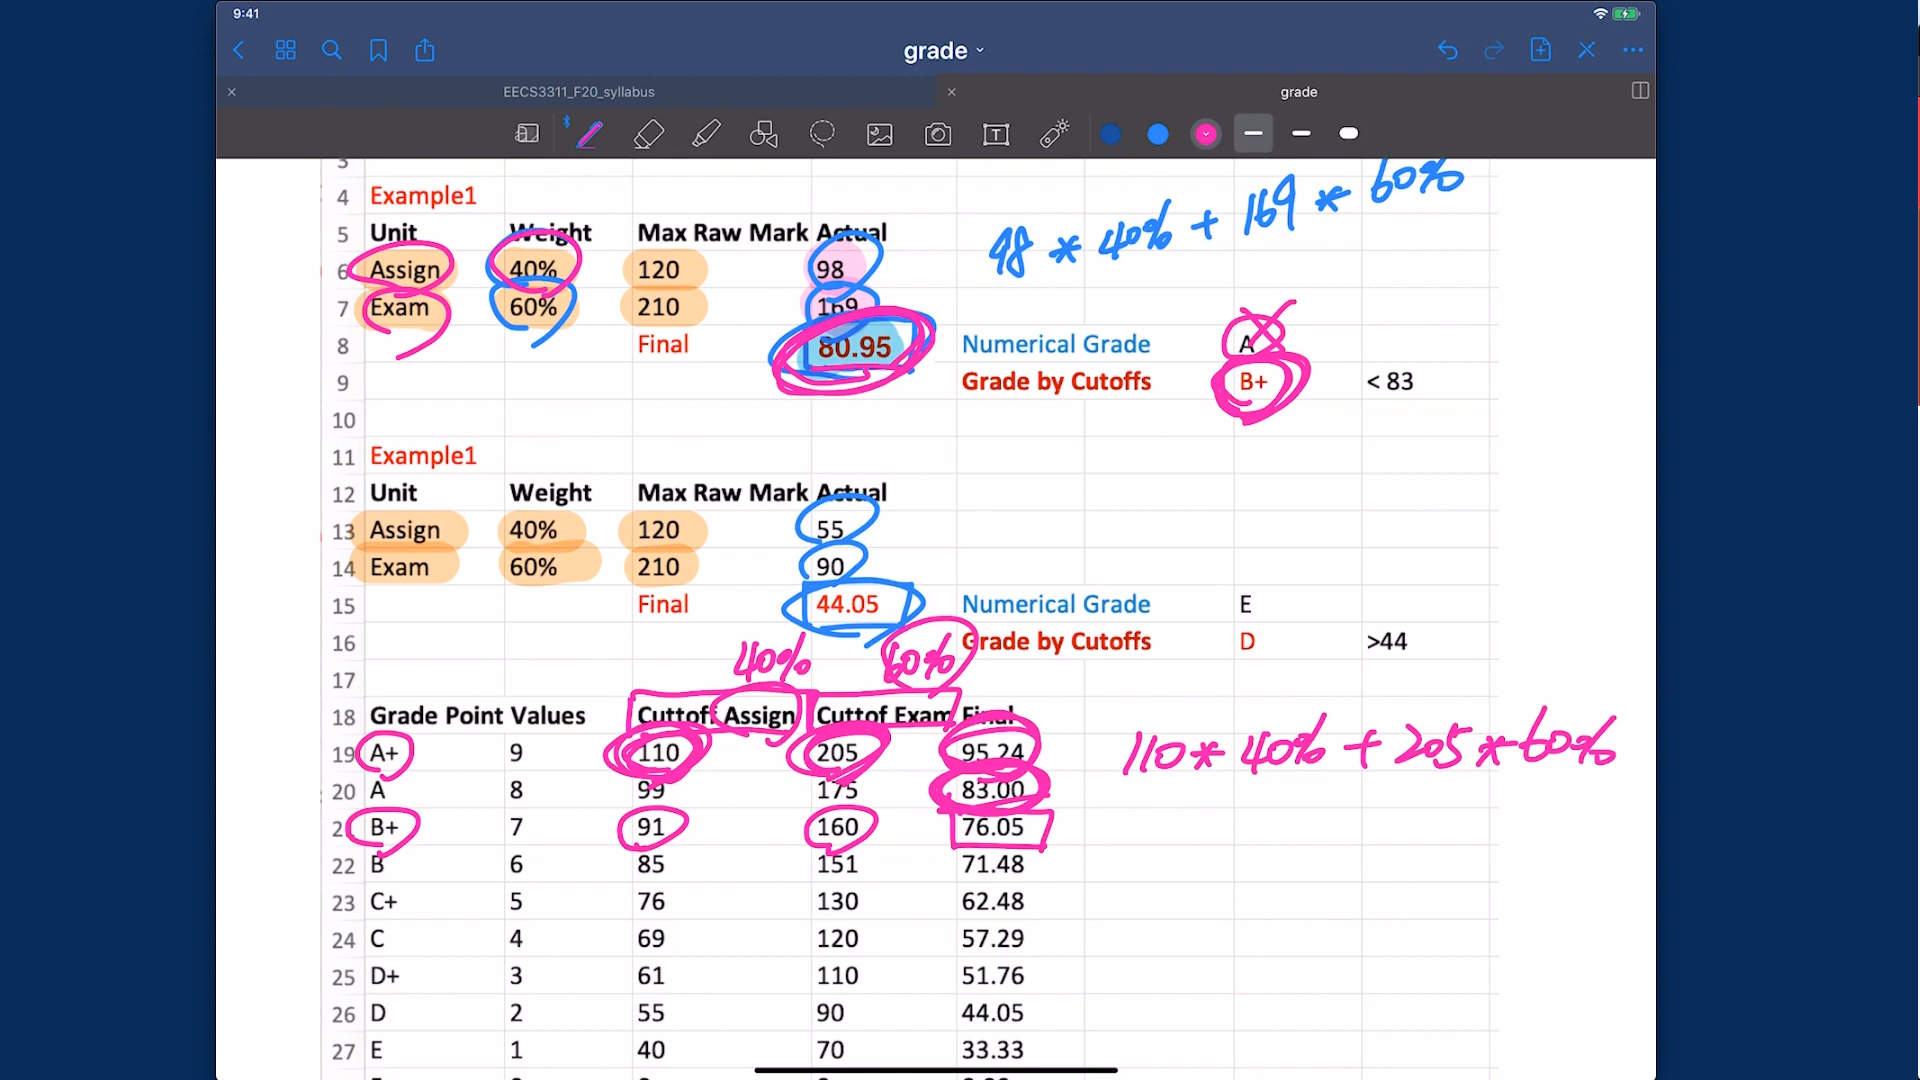 9:41
grade
EECS3311_F20_syllabus
grade
3
4 Example1
98 * 40% + 169 * 60%
5 Unit Weight Max Raw Mark Actual
6 Assign 40% 120 98
7 Exam 60% 210 169
8 Final 80.95 Numerical Grade A
9 Grade by Cutoffs B+ < 83
10
11 Example1
12 Unit Weight Max Raw Mark Actual
13 Assign 40% 120 55
14 Exam 60% 210 90
15 Final 44.05 Numerical Grade E
16 Grade by Cutoffs D >44
40% 60%
17
18 Grade Point Values Cuttoff Assign Cuttof Exam Final
19 A+ 9 110 205 95.24
110 * 40% + 205 * 60%
20 A 8 99 175 83.00
2 B+ 7 91 160 76.05
22 B 6 85 151 71.48
23 C+ 5 76 130 62.48
24 C 4 69 120 57.29
25 D+ 3 61 110 51.76
26 D 2 55 90 44.05
27 E 1 40 70 33.33